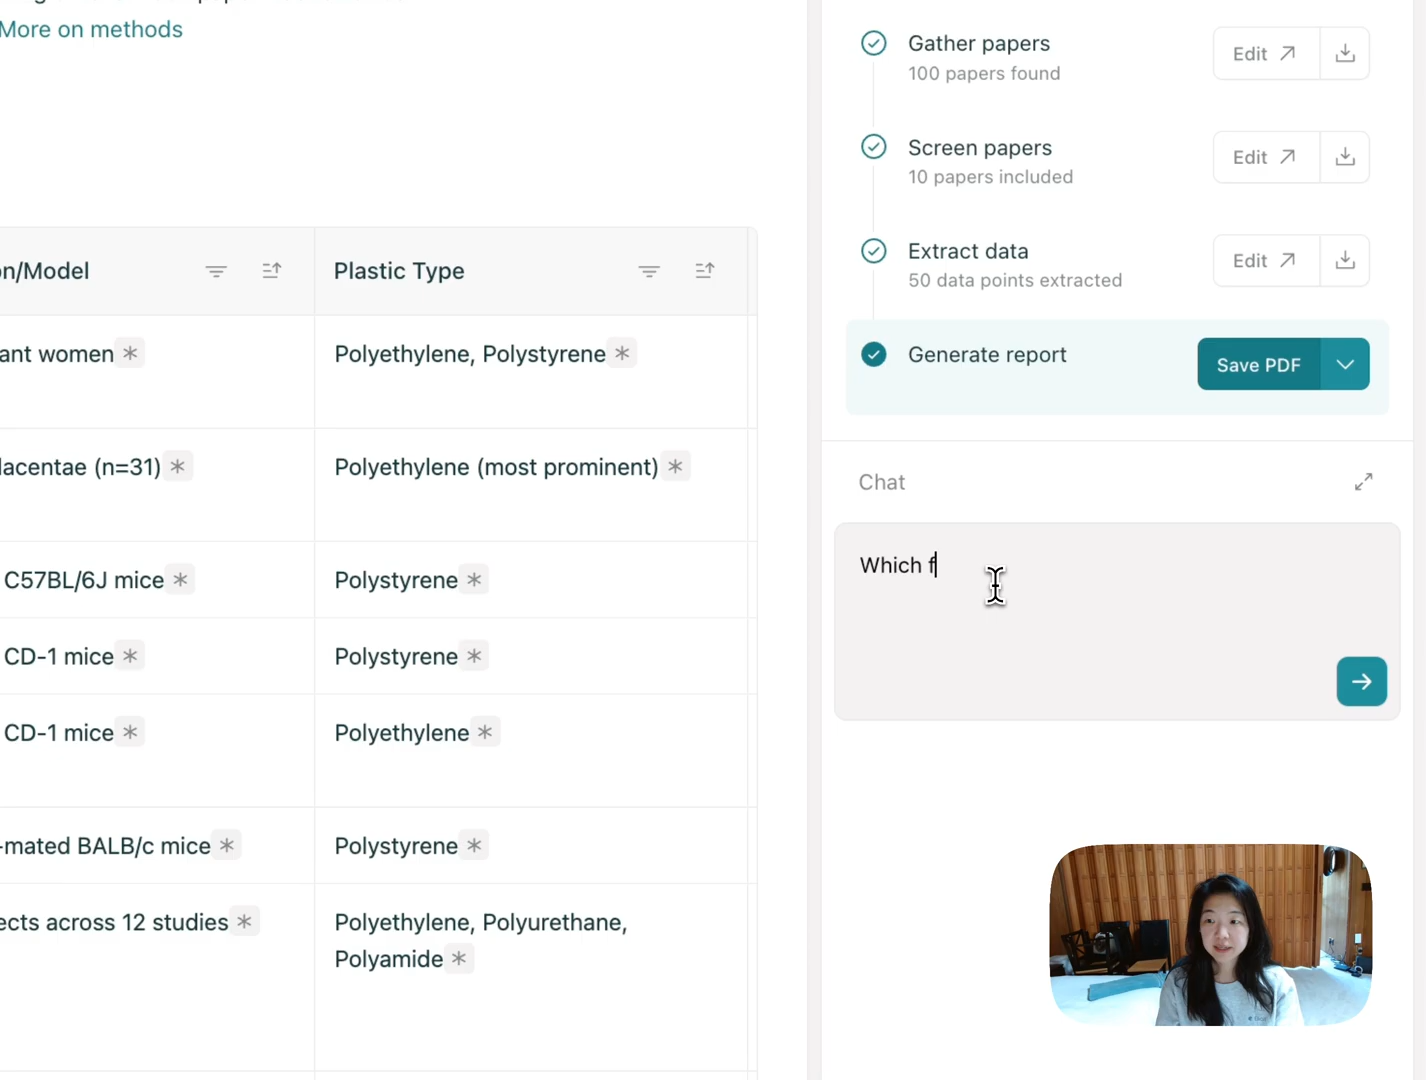 More on methods
on/Model
Plastic Type
ant women *
Polyethylene, Polystyrene *
lacentae (n=31) *
Polyethylene (most prominent) *
C57BL/6J mice *
Polystyrene *
CD-1 mice *
Polystyrene *
CD-1 mice *
Polyethylene *
-mated BALB/c mice *
Polystyrene *
ects across 12 studies *
Polyethylene, Polyurethane,
Polyamide *
Gather papers
100 papers found
Edit
Screen papers
10 papers included
Edit
Extract data
50 data points extracted
Edit
Generate report
Save PDF
Chat
Which f